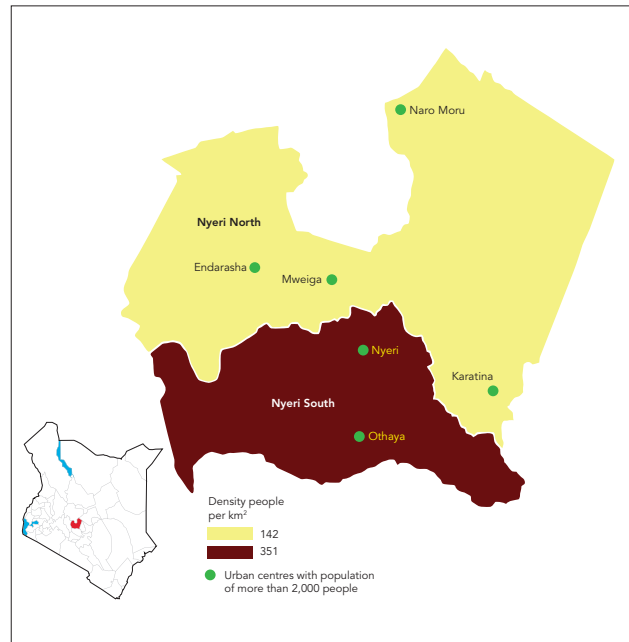 Naro Moru
Nyeri North
Endarasha
Mweiga
Nyeri
Karatina
Nyeri South
Othaya
Density people
per km²
142
351
Urban centres with population
of more than 2,000 people